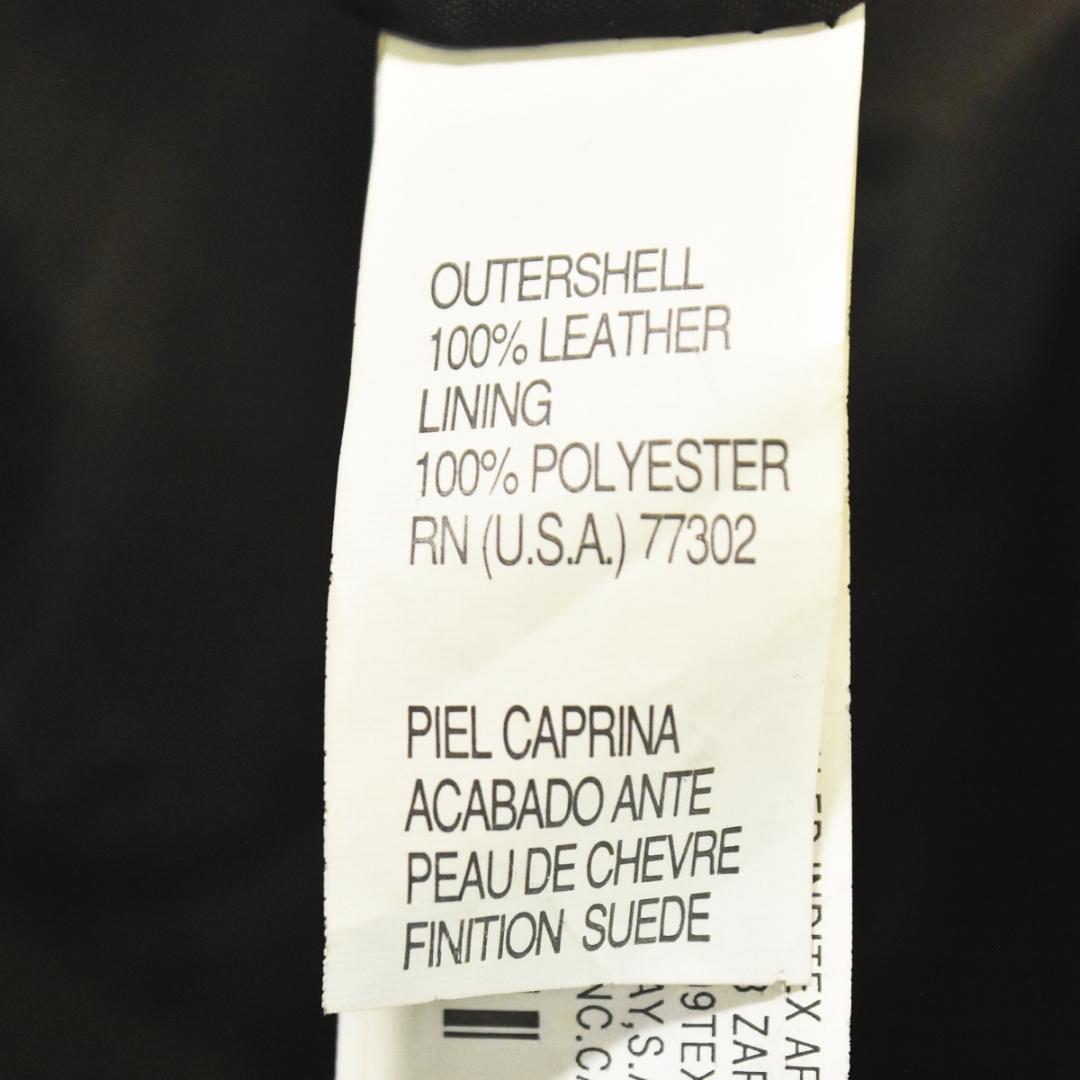 OUTERSHELL
100% LEATHER
LINING
100% POLYESTER
RN (U.S.A.) 77302
PIEL CAPRINA
ACABADO ANTE
PEAU DE CHEVRE
FINITION SUEDE